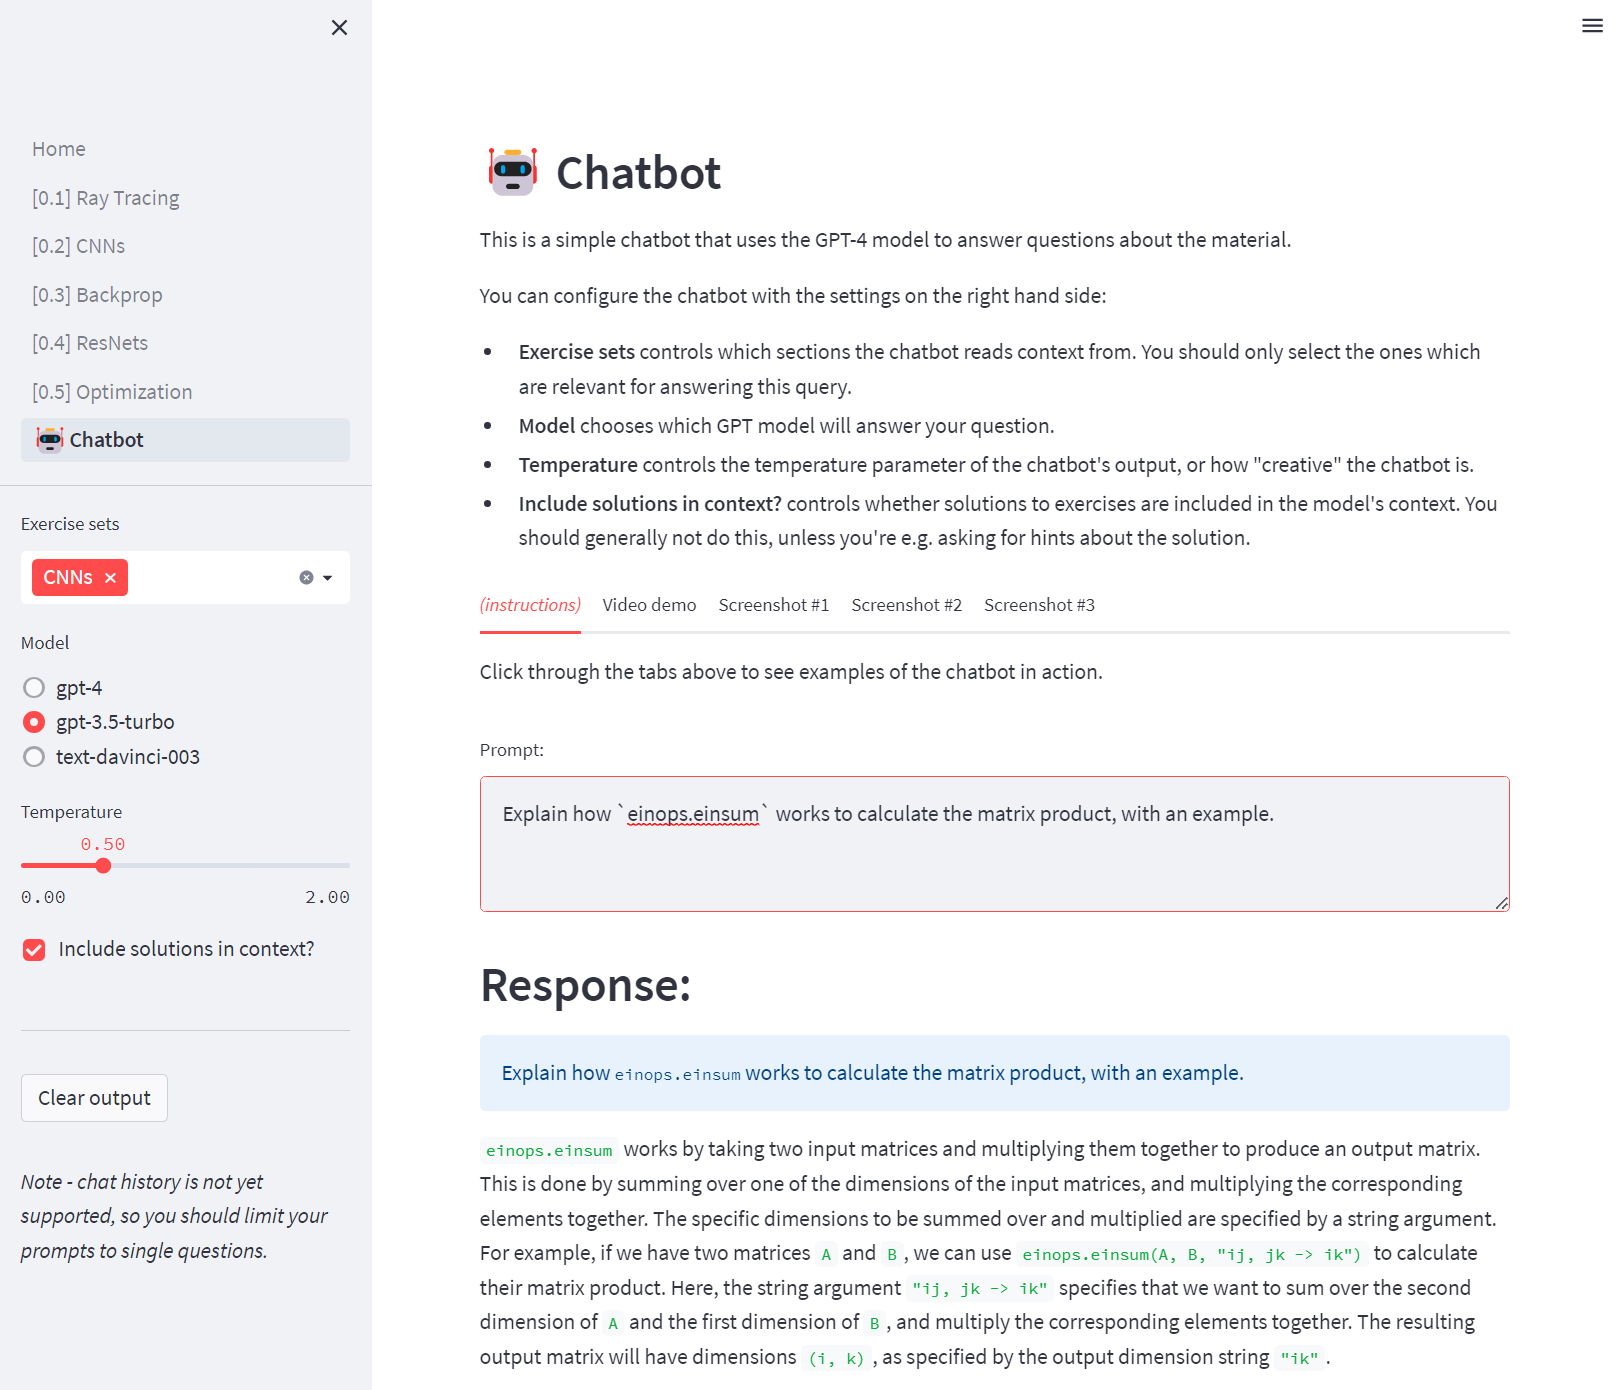 Home
[0.1] Ray Tracing
[0.2] CNNs
[0.3] Backprop
[0.4] ResNets
[0.5] Optimization
Chatbot
Exercise sets
CNNs
Model
gpt-4
gpt-3.5-turbo
text-davinci-003
Temperature
0.50
0.00 2.00
Include solutions in context?
Clear output
Note - chat history is not yet
supported, so you should limit your
prompts to single questions.
Chatbot
This is a simple chatbot that uses the GPT-4 model to answer questions about the material.
You can configure the chatbot with the settings on the right hand side:
• Exercise sets controls which sections the chatbot reads context from. You should only select the ones which
are relevant for answering this query.
• Model chooses which GPT model will answer your question.
• Temperature controls the temperature parameter of the chatbot's output, or how "creative" the chatbot is.
• Include solutions in context? controls whether solutions to exercises are included in the model's context. You
should generally not do this, unless you're e.g. asking for hints about the solution.
(instructions) Video demo Screenshot #1 Screenshot #2 Screenshot #3
Click through the tabs above to see examples of the chatbot in action.
Prompt:
Explain how `einops.einsum` works to calculate the matrix product, with an example.
Response:
Explain how einops.einsum works to calculate the matrix product, with an example.
einops.einsum works by taking two input matrices and multiplying them together to produce an output matrix.
This is done by summing over one of the dimensions of the input matrices, and multiplying the corresponding
elements together. The specific dimensions to be summed over and multiplied are specified by a string argument.
For example, if we have two matrices A and B, we can use einops.einsum(A, B, "ij, jk -> ik") to calculate
their matrix product. Here, the string argument "ij, jk -> ik" specifies that we want to sum over the second
dimension of A and the first dimension of B, and multiply the corresponding elements together. The resulting
output matrix will have dimensions (i, k), as specified by the output dimension string "ik".